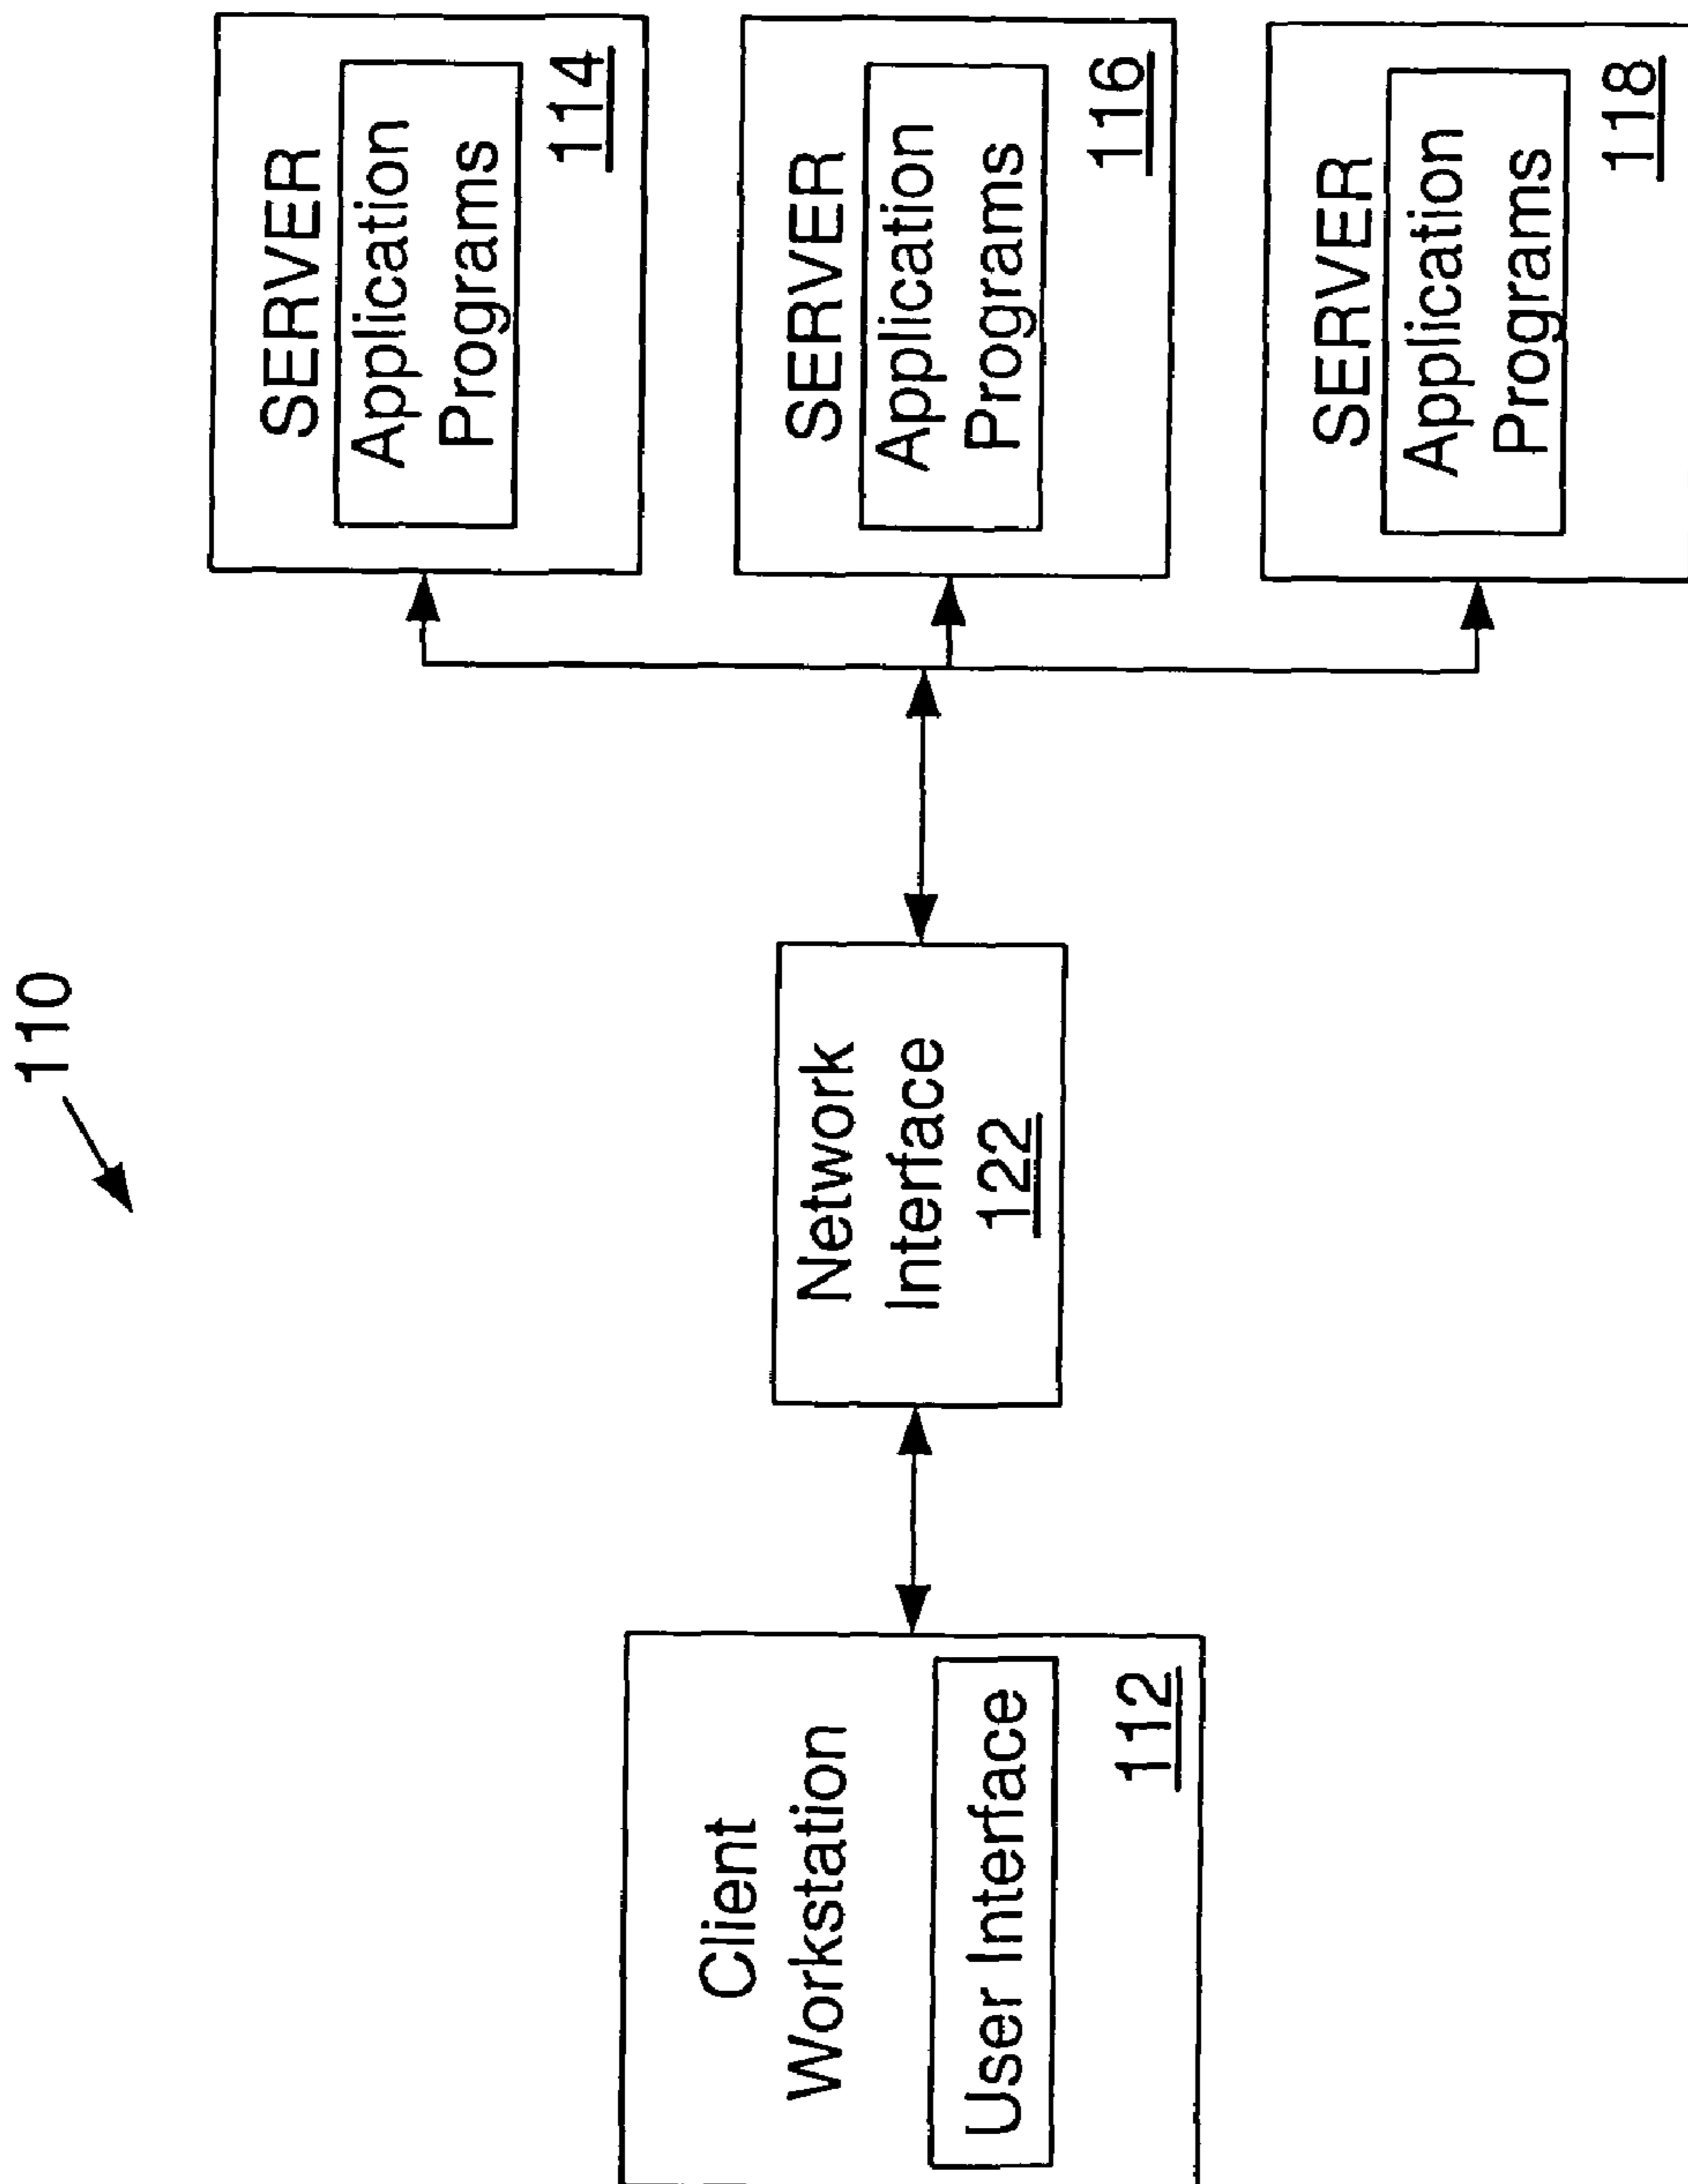 110
Client
Workstation
User Interface
112
Network
Interface
122
SERVER
Application
Programs
114
SERVER
Application
Programs
116
SERVER
Application
Programs
118